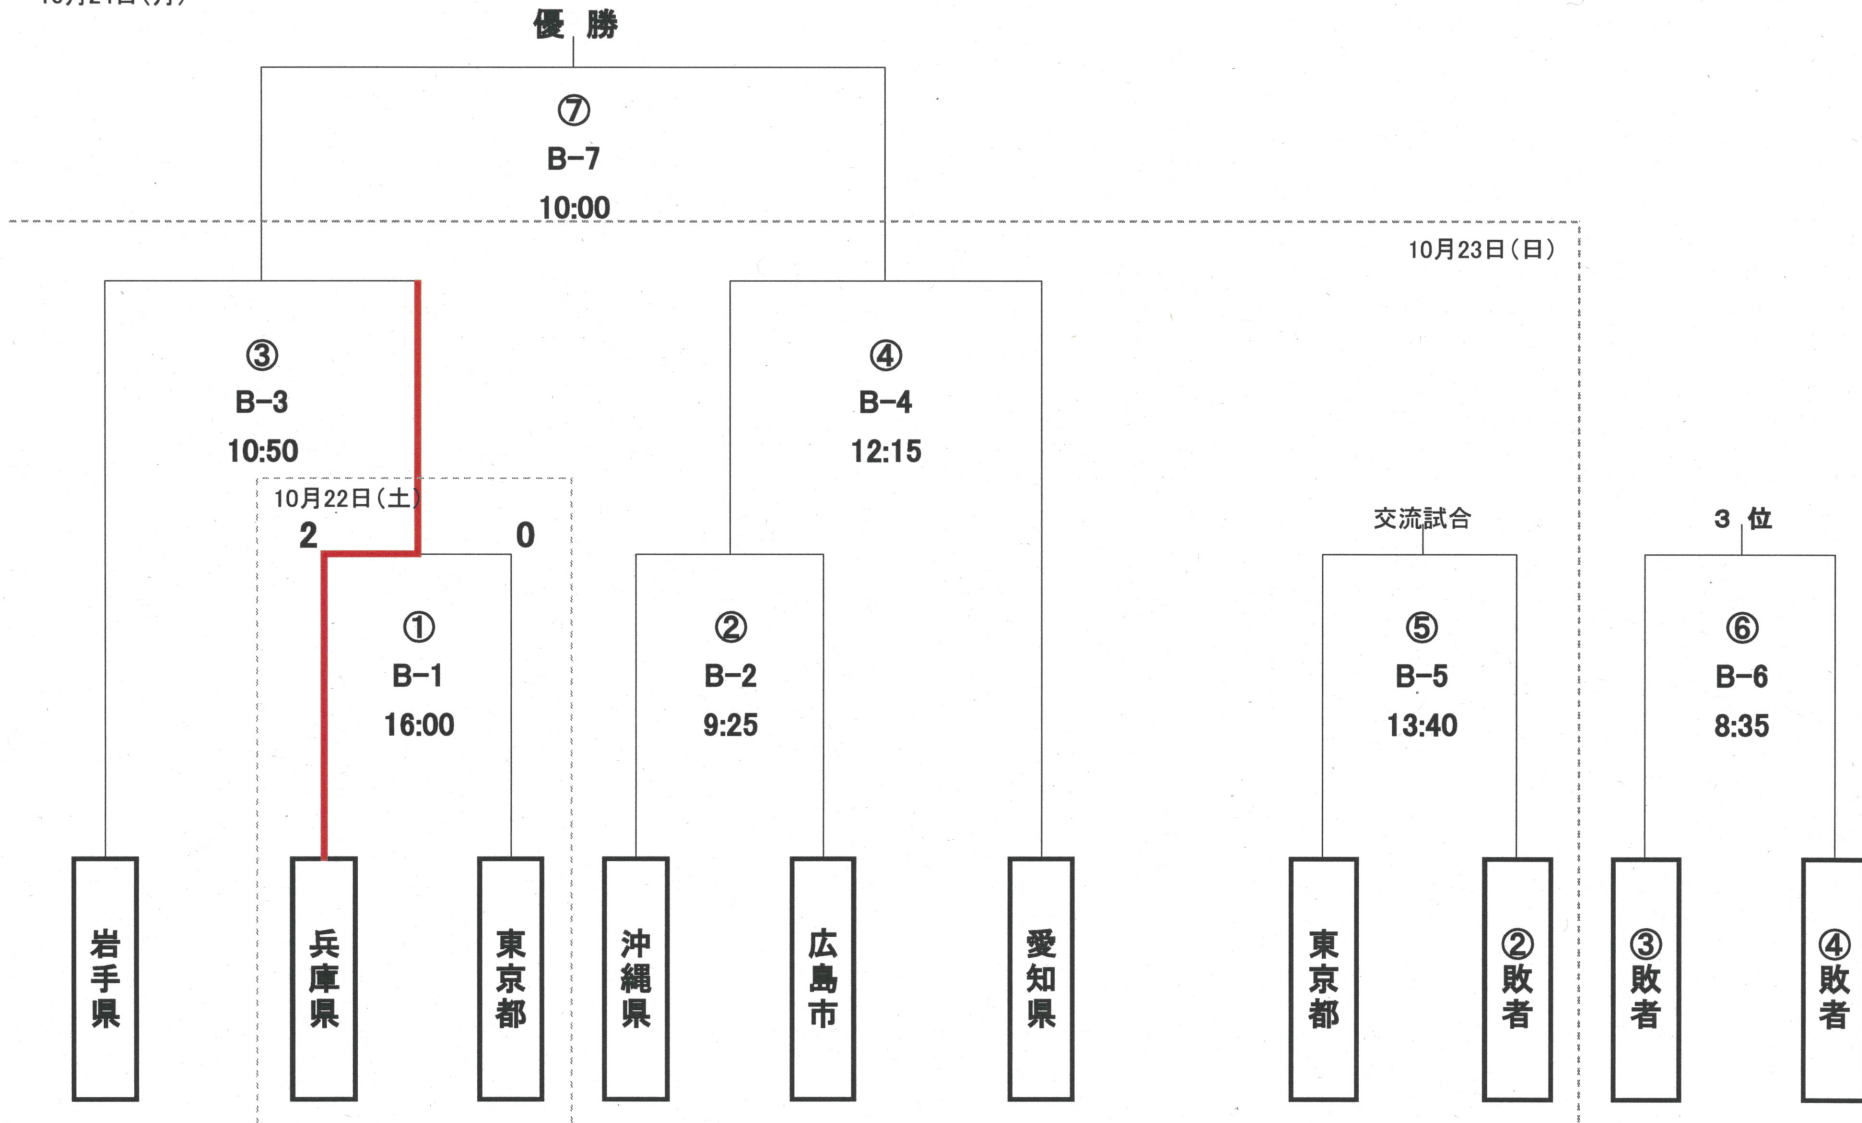 優 勝
⑦
B-7
10:00
10月23日(日)
③
B-3
10:50
④
B-4
12:15
10月22日(土)
2
0
交流試合
3 位
①
B-1
16:00
②
B-2
9:25
⑤
B-5
13:40
⑥
B-6
8:35
岩手県
兵庫県
東京都
沖縄県
広島市
愛知県
東京都
②敗者
③敗者
④敗者